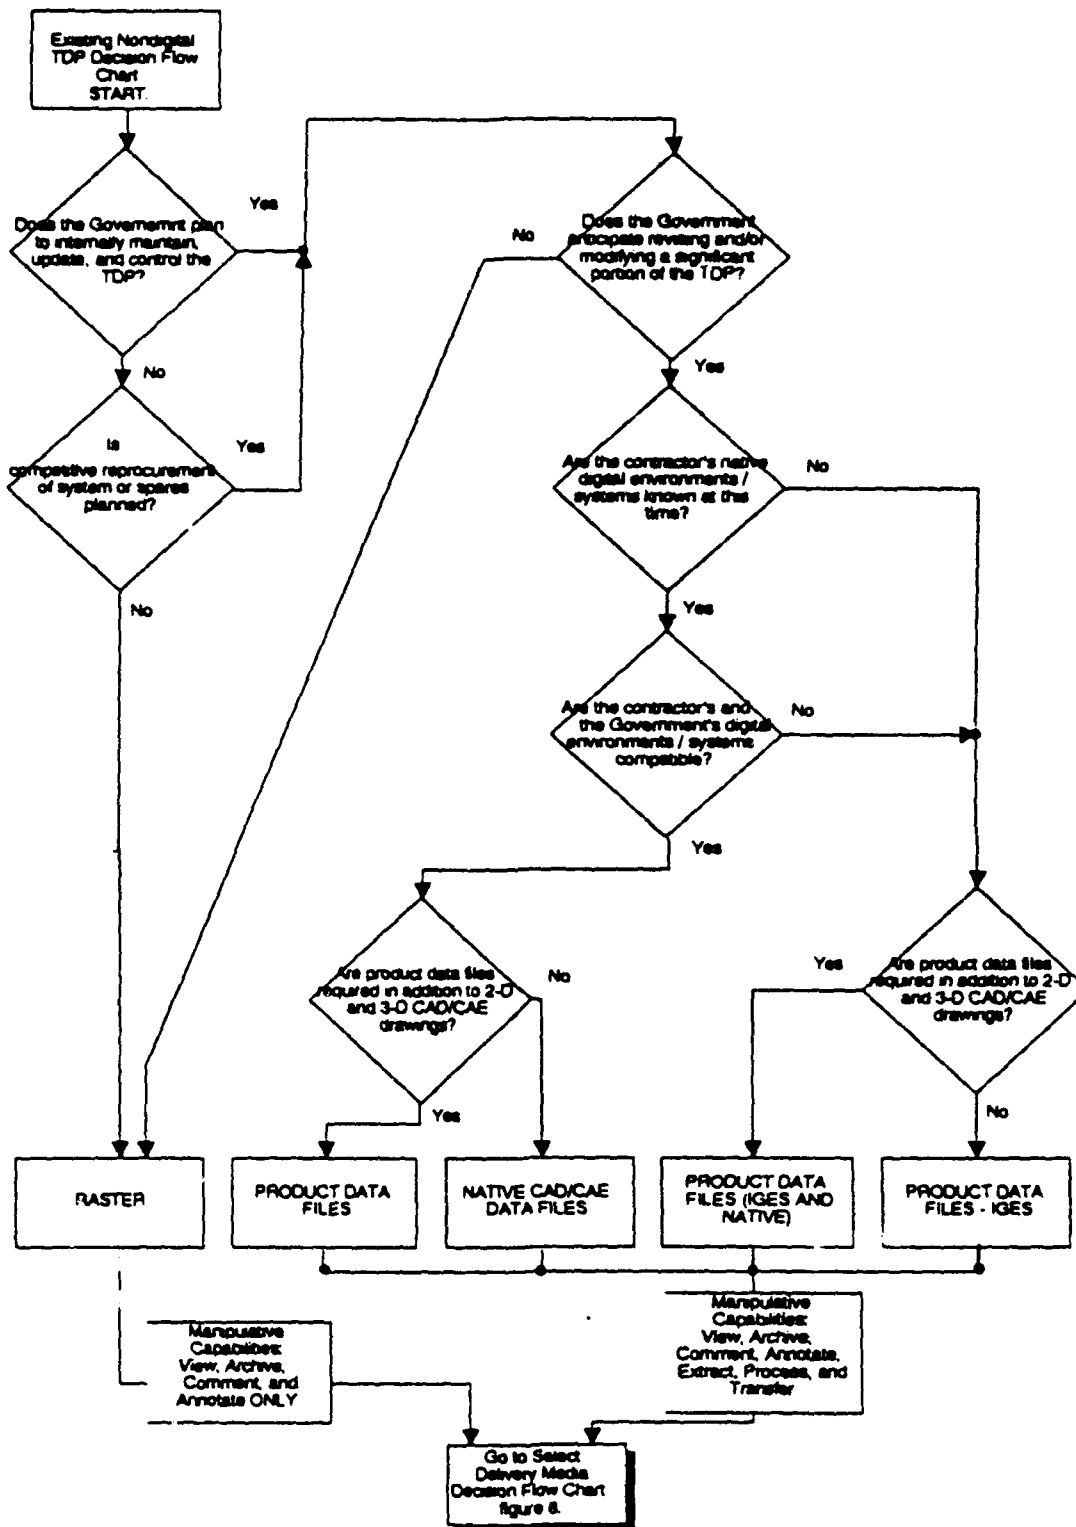 Existing Nondigital
TDP Decision Flow
Chart
START.
Does the Governemnt plan
to internally maintain,
update, and control the
TDP?
Yes
No
Is
competitive reprocurement
of system or spares
planned?
Yes
No
Does the Government
anticipate revising and/or
modifying a significant
portion of the TDP?
No
Yes
Are the contractor's native
digital environments /
systems known at this
time?
No
Yes
Are the contractor's and
the Government's digital
environments / systems
compatible?
No
Yes
Are product data files
required in addition to 2-D
and 3-D CAD/CAE
drawings?
No
Yes
Are product data files
required in addition to 2-D
and 3-D CAD/CAE
drawings?
Yes
No
RASTER
PRODUCT DATA
FILES
NATIVE CAD/CAE
DATA FILES
PRODUCT DATA
FILES (IGES AND
NATIVE)
PRODUCT DATA
FILES - IGES
Manipulative
Capabilities:
View, Archive,
Comment, and
Annotate ONLY
Manipulative
Capabilities:
View, Archive,
Comment, Annotate,
Extract, Process, and
Transfer
Go to Select
Delivery Media
Decision Flow Chart
figure 8.